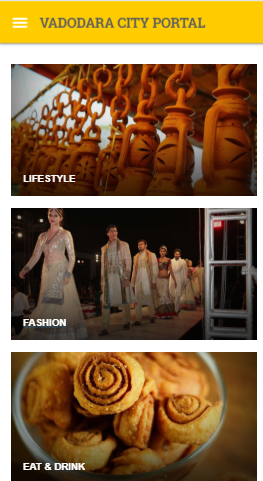 VADODARA CITY PORTAL
LIFESTYLE
FASHION
EAT & DRINK